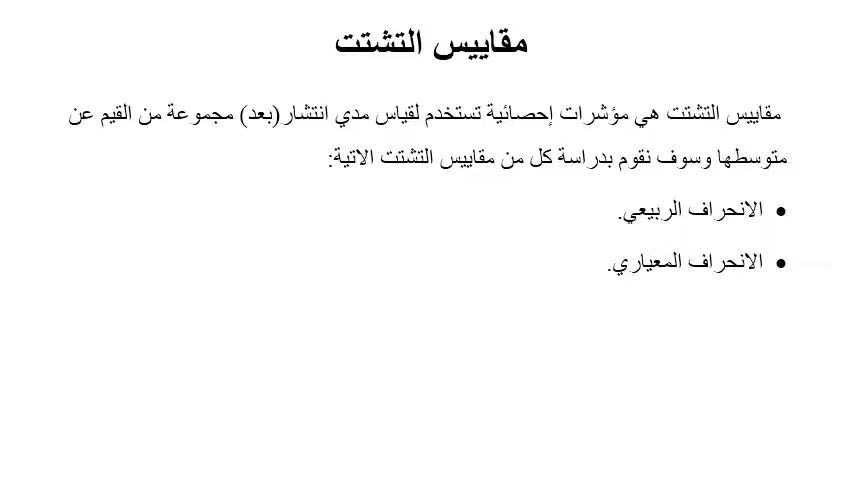 مقاييس التشتت
مقاييس التشتت هي مؤشرات إحصائية تستخدم لقياس مدي انتشار(بعد) مجموعة من القيم عن
متوسطها وسوف نقوم بدراسة كل من مقاييس التشتت الاتية:
• الانحراف الربيعي.
• الانحراف المعياري.